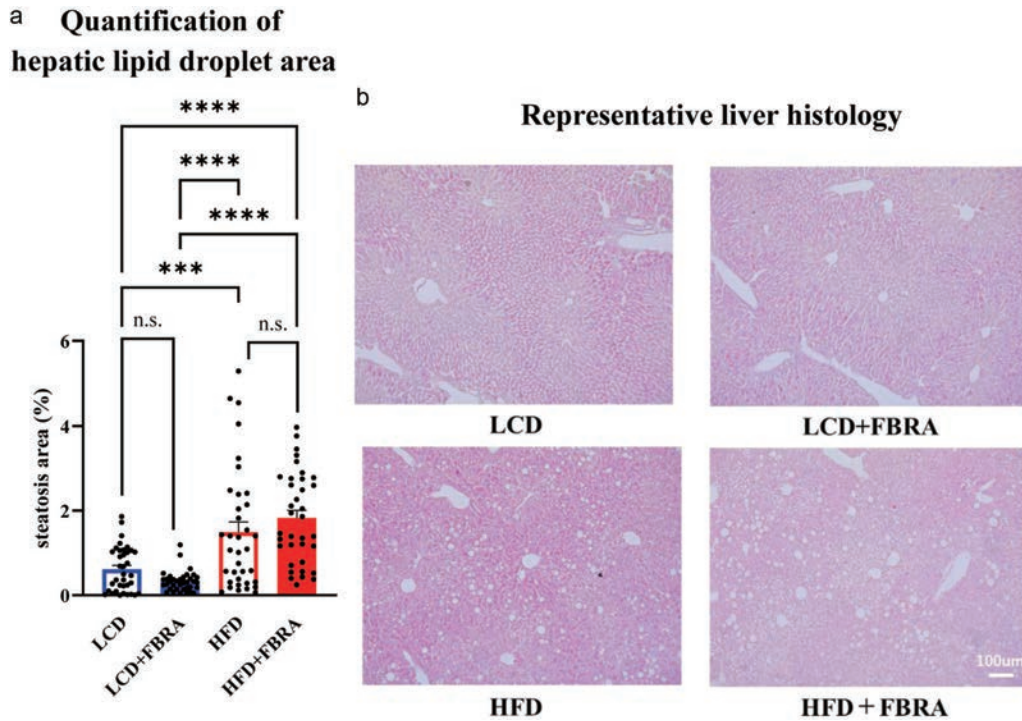 a
Quantification of
hepatic lipid droplet area
****
****
****
***
n.s.
n.s.
6
4
2
0
steatosis area (%)
LCD
LCD+FBRA
HFD
HFD+FBRA
b
Representative liver histology
LCD
LCD+FBRA
HFD
100um
HFD+FBRA